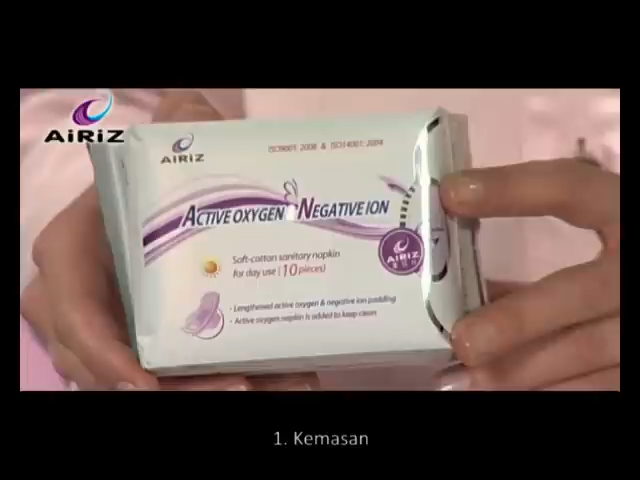 AiRiZ
AiRiZ
ISO9001: 2008 & ISO14001: 2004
ACTIVE OXYGEN NEGATIVE ION
Soft-cotton sanitary napkin
for day use (10 pieces)
AiRiZ
· Lengthened active oxygen & negative ion padding
· Active oxygen napkin is added to keep clean
1. Kemasan